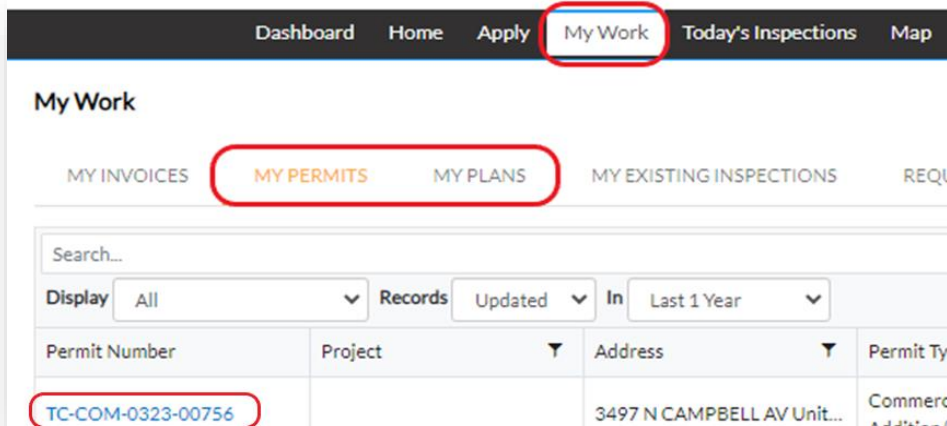 Dashboard Home Apply My Work Today's Inspections Map
My Work
MY INVOICES MY PERMITS MY PLANS MY EXISTING INSPECTIONS
Search...
Display All Records Updated In Last 1 Year
Permit Number Project Address Permit
TC-COM-0323-00756 3497 N CAMPBELL AV Unit...